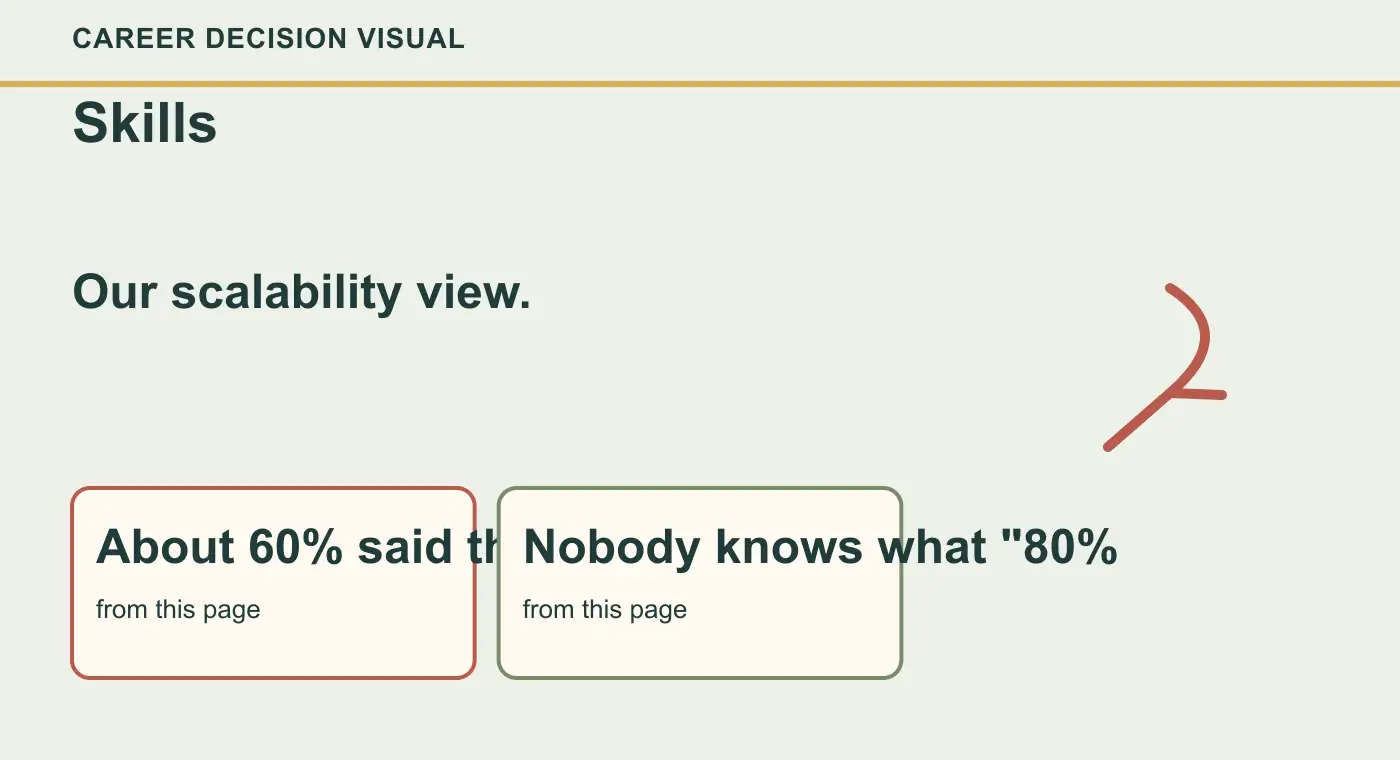 CAREER DECISION VISUAL
Skills
Our scalability view.
About 60% said
Nobody knows what "80%
from this page
from this page